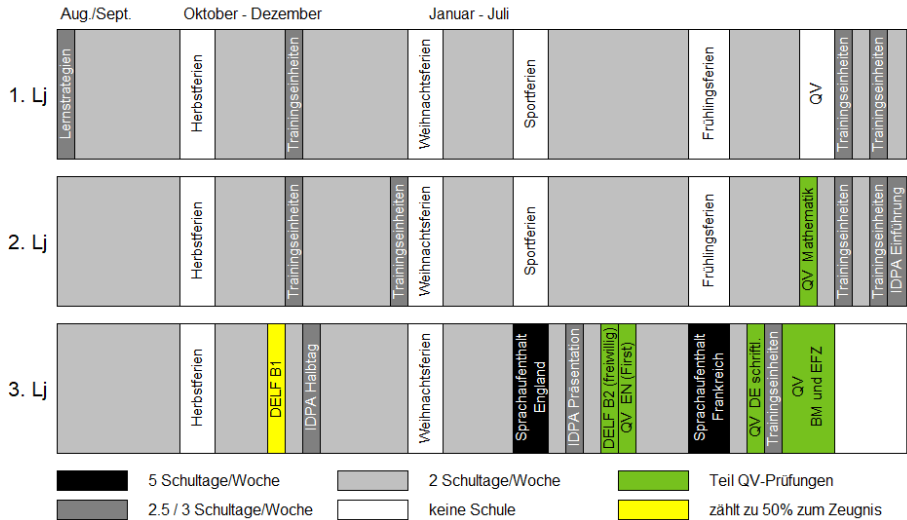 Aug./Sept. Oktober - Dezember Januar - Juli
1. Lj
Lernstrategien
Herbstferien
Trainingseinheiten
Weihnachtsferien
Sportferien
Frühlingsferien
QV
Trainingseinheiten
Trainingseinheiten
2. Lj
Herbstferien
Trainingseinheiten
Trainingseinheiten
Weihnachtsferien
Sportferien
Frühlingsferien
QV Mathematik
Trainingseinheiten
Trainingseinheiten
IDPA Einführung
3. Lj
Herbstferien
DELF B1
IDPA Halbtag
Weihnachtsferien
Sprachaufenthalt
England
IDPA Präsentation
DELF B2 (freiwillig)
QV EN (First)
Sprachaufenthalt
Frankreich
QV DE schriftl.
Trainingseinheiten
QV
BM und EFZ
5 Schultage/Woche 2 Schultage/Woche Teil QV-Prüfungen
2.5 / 3 Schultage/Woche keine Schule zählt zu 50% zum Zeugnis